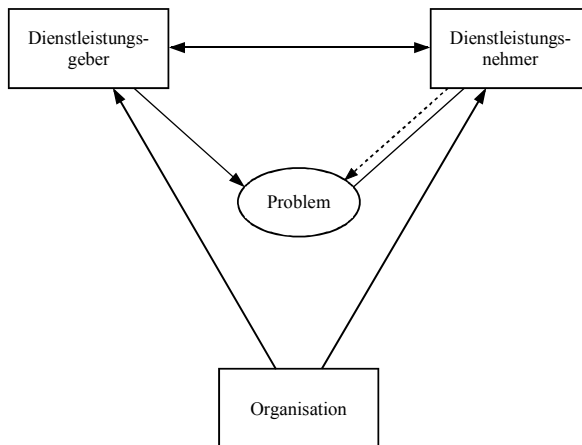 Dienstleistungs-
geber
Dienstleistungs-
nehmer
Problem
Organisation